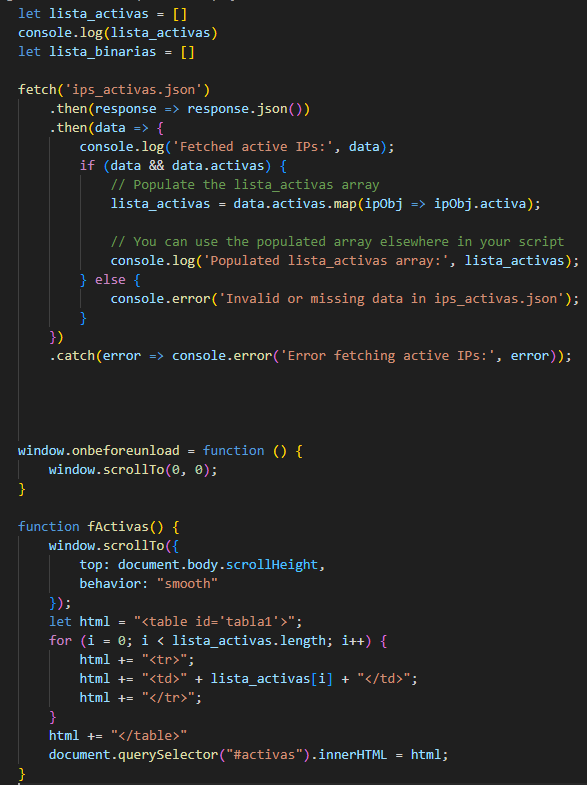 let lista_activas = []
console.log(lista_activas)
let lista_binarias = []
fetch('ips_activas.json')
.then(response => response.json())
.then(data => {
console.log('Fetched active IPs:', data);
if (data && data.activas) {
// Populate the lista_activas array
lista_activas = data.activas.map(ipObj => ipObj.activa);
// You can use the populated array elsewhere in your script
console.log('Populated lista_activas array:', lista_activas);
} else {
console.error('Invalid or missing data in ips_activas.json');
}
})
.catch(error => console.error('Error fetching active IPs:', error));
window.onbeforeunload = function () {
window.scrollTo(0, 0);
}
function fActivas() {
window.scrollTo({
top: document.body.scrollHeight,
behavior: "smooth"
});
let html = "<table id='tabla1'>";
for (i = 0; i < lista_activas.length; i++) {
html += "<tr>";
html += "<td>" + lista_activas[i] + "</td>";
html += "</tr>";
}
html += "</table>"
document.querySelector("#activas").innerHTML = html;
}